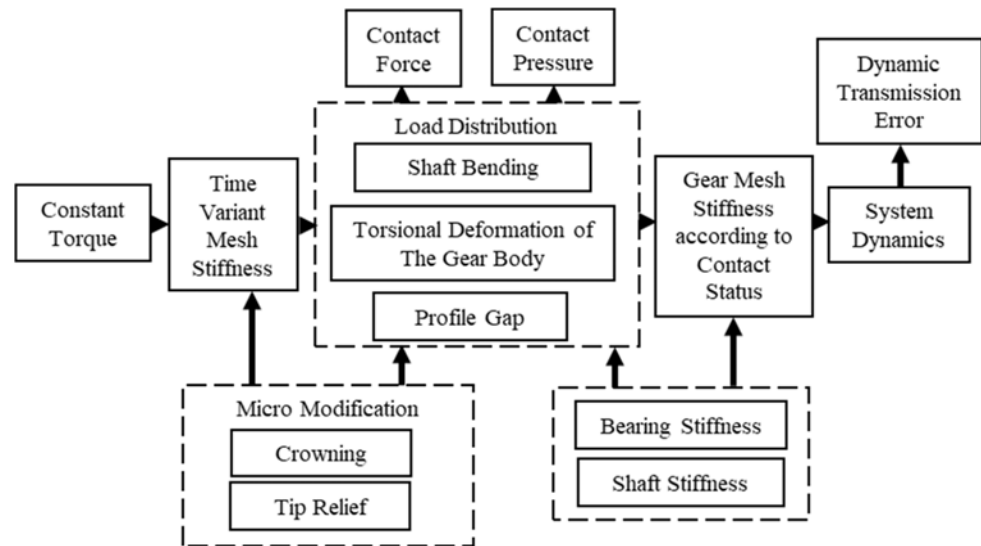 Contact
Force
Contact
Pressure
Dynamic
Transmission
Error
Load Distribution
Shaft Bending
Torsional Deformation of
The Gear Body
Profile Gap
Constant
Torque
Time
Variant
Mesh
Stiffness
Gear Mesh
Stiffness
according to
Contact
Status
System
Dynamics
Micro Modification
Crowning
Tip Relief
Bearing Stiffness
Shaft Stiffness